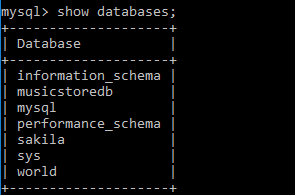 mysql> show databases;
+--------------------+
| Database           |
+--------------------+
| information_schema |
| musicstoredb       |
| mysql              |
| performance_schema |
| sakila             |
| sys                |
| world              |
+--------------------+